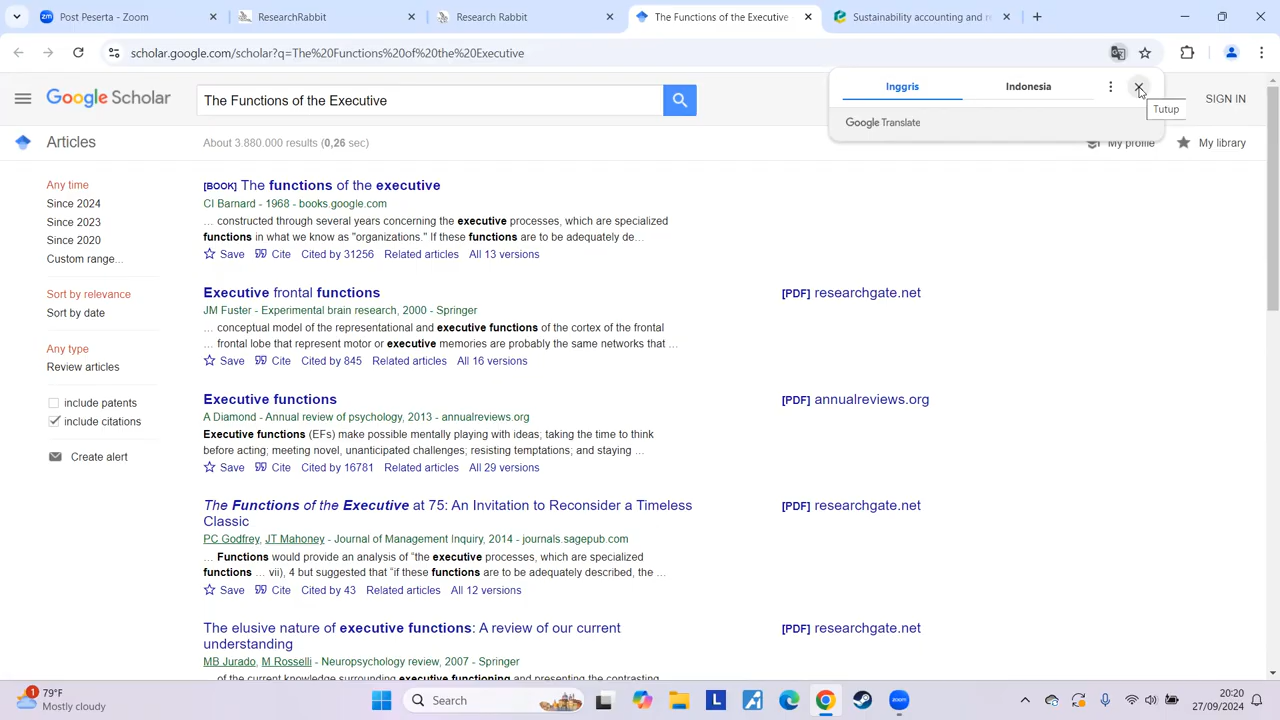 Post Peserta - Zoom
ResearchRabbit
Research Rabbit
The Functions of the Executive
Sustainability accounting and re
scholar.google.com/scholar?q=The%20Functions%20of%20the%20Executive
Inggris
Indonesia
Tutup
Google Translate
Google Scholar
The Functions of the Executive
SIGN IN
Articles
About 3.880.000 results (0,26 sec)
My profile
My library
Any time
Since 2024
Since 2023
Since 2020
Custom range...
Sort by relevance
Sort by date
Any type
Review articles
include patents
include citations
Create alert
[BOOK] The functions of the executive
CI Barnard - 1968 - books.google.com
… constructed through several years concerning the executive processes, which are specialized
functions in what we know as "organizations." If these functions are to be adequately de…
Save Cite Cited by 31256 Related articles All 13 versions
Executive frontal functions
[PDF] researchgate.net
JM Fuster - Experimental brain research, 2000 - Springer
… conceptual model of the representational and executive functions of the cortex of the frontal
… frontal lobe that represent motor or executive memories are probably the same networks that …
Save Cite Cited by 845 Related articles All 16 versions
Executive functions
[PDF] annualreviews.org
A Diamond - Annual review of psychology, 2013 - annualreviews.org
Executive functions (EFs) make possible mentally playing with ideas; taking the time to think
before acting; meeting novel, unanticipated challenges; resisting temptations; and staying …
Save Cite Cited by 16781 Related articles All 29 versions
The Functions of the Executive at 75: An Invitation to Reconsider a Timeless
Classic
[PDF] researchgate.net
PC Godfrey, JT Mahoney - Journal of Management Inquiry, 2014 - journals.sagepub.com
… Functions would provide an analysis of “the executive processes, which are specialized
functions … vii), 4 but suggested that “if these functions are to be adequately described, the …
Save Cite Cited by 43 Related articles All 12 versions
The elusive nature of executive functions: A review of our current
understanding
[PDF] researchgate.net
MB Jurado, M Rosselli - Neuropsychology review, 2007 - Springer
…of the current knowledge surrounding executive functioning and presenting the contrasting
1
79°F
Mostly cloudy
Search
20:20
27/09/2024